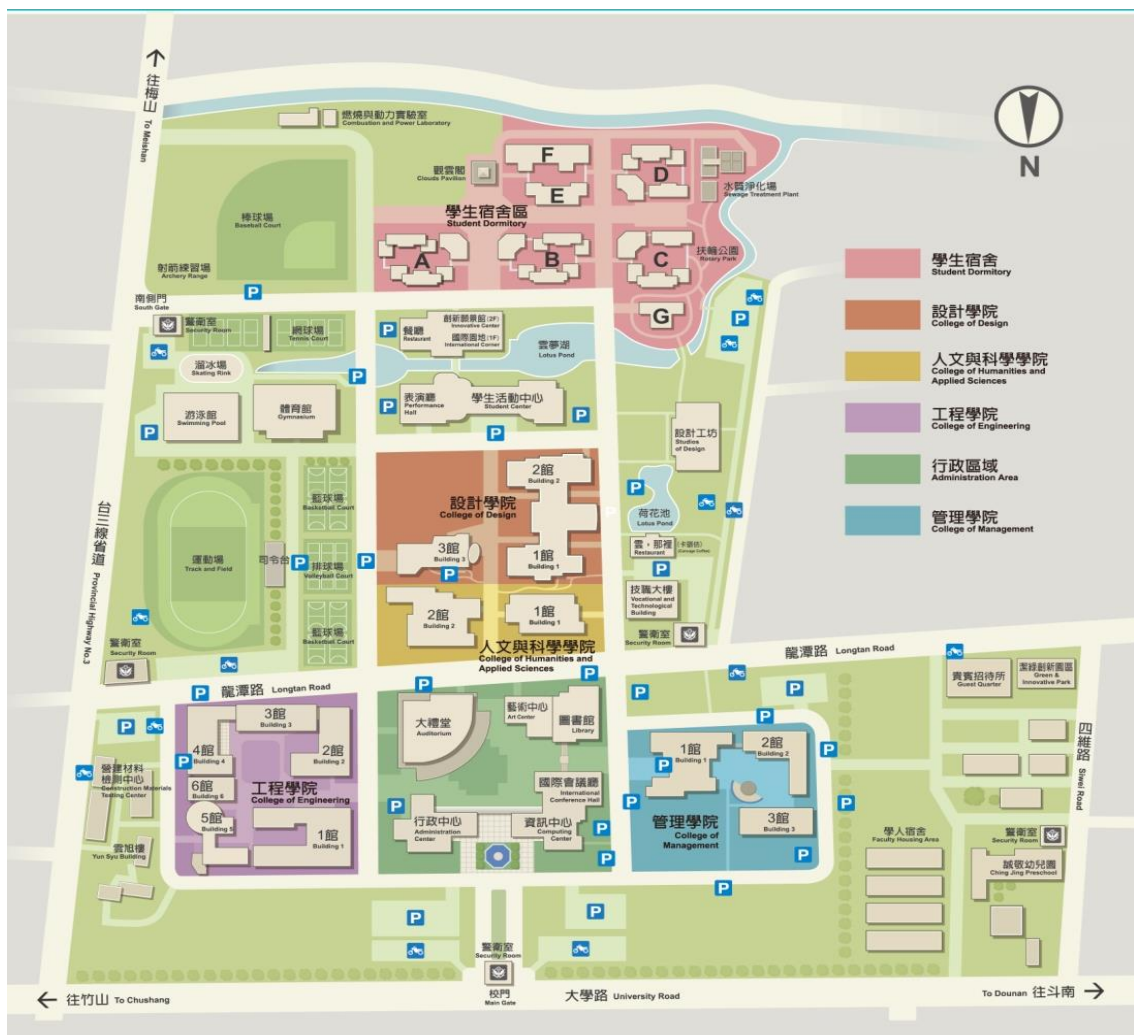 往梅山
To Meishan
燃燒與動力實驗室
Combustion and Power Laboratory
N
觀雲閣
Clouds Pavilion
F
E
D
水質淨化場
Sewage Treatment Plant
棒球場
Baseball Court
學生宿舍區
Student Dormitory
A
B
C
扶輪公園
Rotary Park
G
射箭練習場
Archery Range
P
學生宿舍
Student Dormitory
設計學院
College of Design
人文與科學學院
College of Humanities and
Applied Sciences
工程學院
College of Engineering
行政區域
Administration Area
管理學院
College of Management
南側門
South Gate
警衛室
Security Room
網球場
Tennis Court
P
餐廳
Restaurant
創新願景館(2F)
Innovative Center
國際園地(1F)
International Corner
雲夢湖
Lotus Pond
P
溜冰場
Skating Rink
P
游泳館
Swimming Pool
體育館
Gymnasium
P
P
表演廳
Performance
Hall
學生活動中心
Student Center
P
P
設計工坊
Studios
of Design
台三線省道
Provincial Highway No.3
運動場
Track and Field
司令台
P
籃球場
Basketball Court
排球場
Volleyball Court
籃球場
Basketball Court
P
設計學院
College of Design
2館
Building 2
3館
Building 3
P
1館
Building 1
P
P
荷花池
Lotus Pond
雲,那裡
Restaurant
P
技職大樓
Vocational and
Technological
Building
警衛室
Security Room
2館
Building 2
1館
Building 1
人文與科學學院
College of Humanities and
Applied Sciences
警衛室
Security Room
龍潭路
Longtan Road
龍潭路
Longtan Road
P
P
P
P
P
P
貴賓招待所
Guest Quarter
潔綠創新園區
Green &
Innovative Park
四維路
Siwei Road
P
3館
Building 3
4館
Building 4
P
2館
Building 2
6館
Building 6
工程學院
College of Engineering
5館
Building 5
1館
Building 1
營建材料
檢測中心
Construction Materials
Testing Center
雲旭樓
Yun Syu Building
大禮堂
Auditorium
藝術中心
Art Center
圖書館
Library
國際會議廳
International
Conference Hall
P
行政中心
Administration
Center
資訊中心
Computing
Center
P
P
1館
Building 1
P
2館
Building 2
P
P
P
管理學院
College of
Management
3館
Building 3
P
P
學人宿舍
Faculty Housing Area
警衛室
Security Room
誠敬幼兒園
Ching Jing Preschool
P
P
警衛室
Security Room
校門
Main Gate
往竹山 To Chushang
大學路 University Road
To Dounan 往斗南